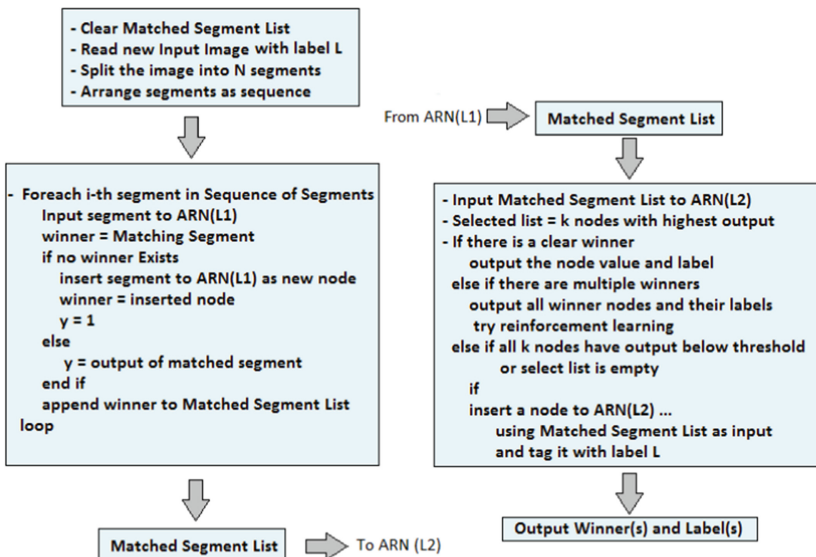 - Clear Matched Segment List
- Read new Input Image with label L
- Split the image into N segments
- Arrange segments as sequence
- Foreach i-th segment in Sequence of Segments
Input segment to ARN(L1)
winner = Matching Segment
if no winner Exists
insert segment to ARN(L1) as new node
winner = inserted node
y = 1
else
y = output of matched segment
end if
append winner to Matched Segment List
loop
Matched Segment List
To ARN (L2)
From ARN(L1)
Matched Segment List
- Input Matched Segment List to ARN(L2)
- Selected list = k nodes with highest output
- If there is a clear winner
output the node value and label
else if there are multiple winners
output all winner nodes and their labels
try reinforcement learning
else if all k nodes have output below threshold
or select list is empty
if
insert a node to ARN(L2) ...
using Matched Segment List as input
and tag it with label L
Output Winner(s) and Label(s)